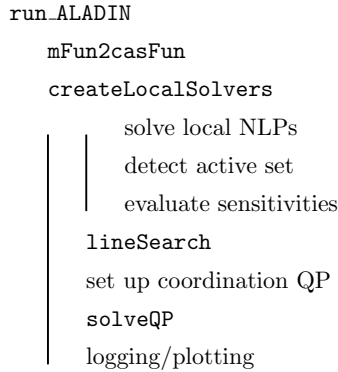 run_ALADIN
mFun2casFun
createLocalSolvers
solve local NLPs
detect active set
evaluate sensitivities
lineSearch
set up coordination QP
solveQP
logging/plotting